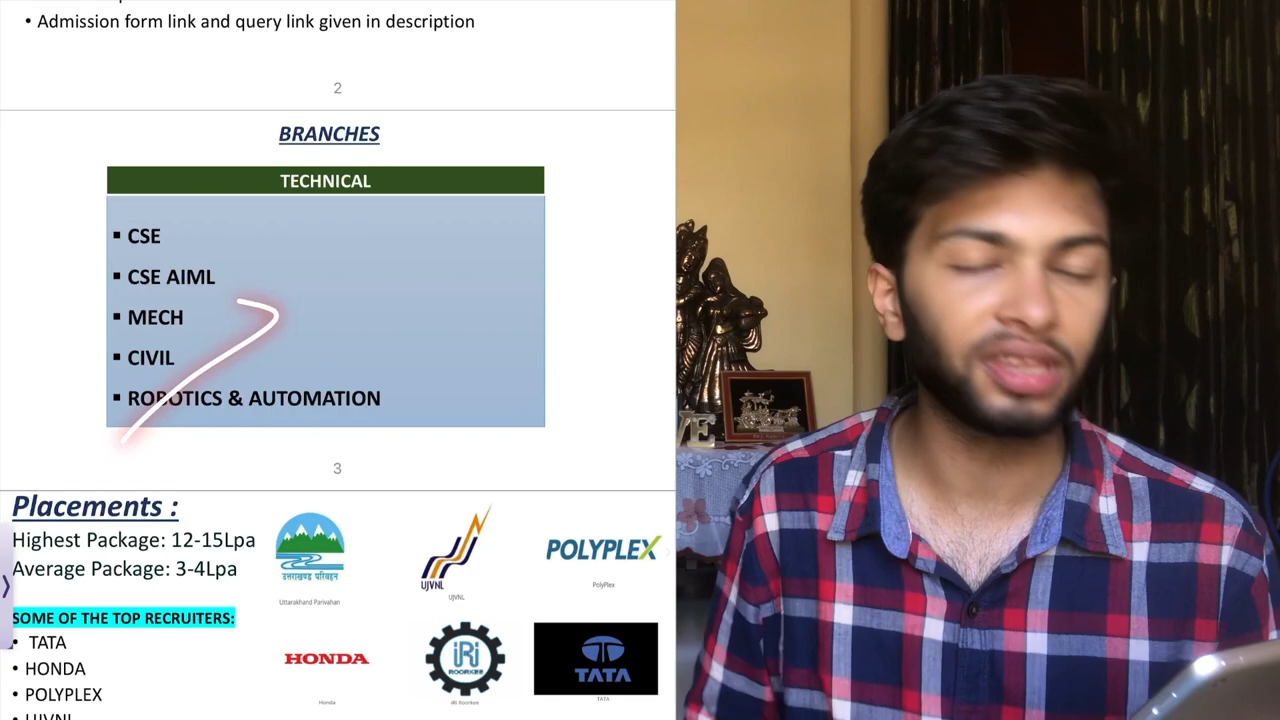 • Admission form link and query link given in description
2
BRANCHES
TECHNICAL
▪ CSE
▪ CSE AIML
▪ MECH
▪ CIVIL
▪ ROBOTICS & AUTOMATION
3
Placements :
Highest Package: 12-15Lpa
Average Package: 3-4Lpa
SOME OF THE TOP RECRUITERS:
• TATA
• HONDA
• POLYPLEX
UJVNL
उत्तराखण्ड परिवहन
Uttarakhand Parivahan
UJVNL
UJVNL
POLYPLEX
PolyPlex
HONDA
Honda
iRi
ROORKEE
iRi Roorkee
TATA
TATA
VE